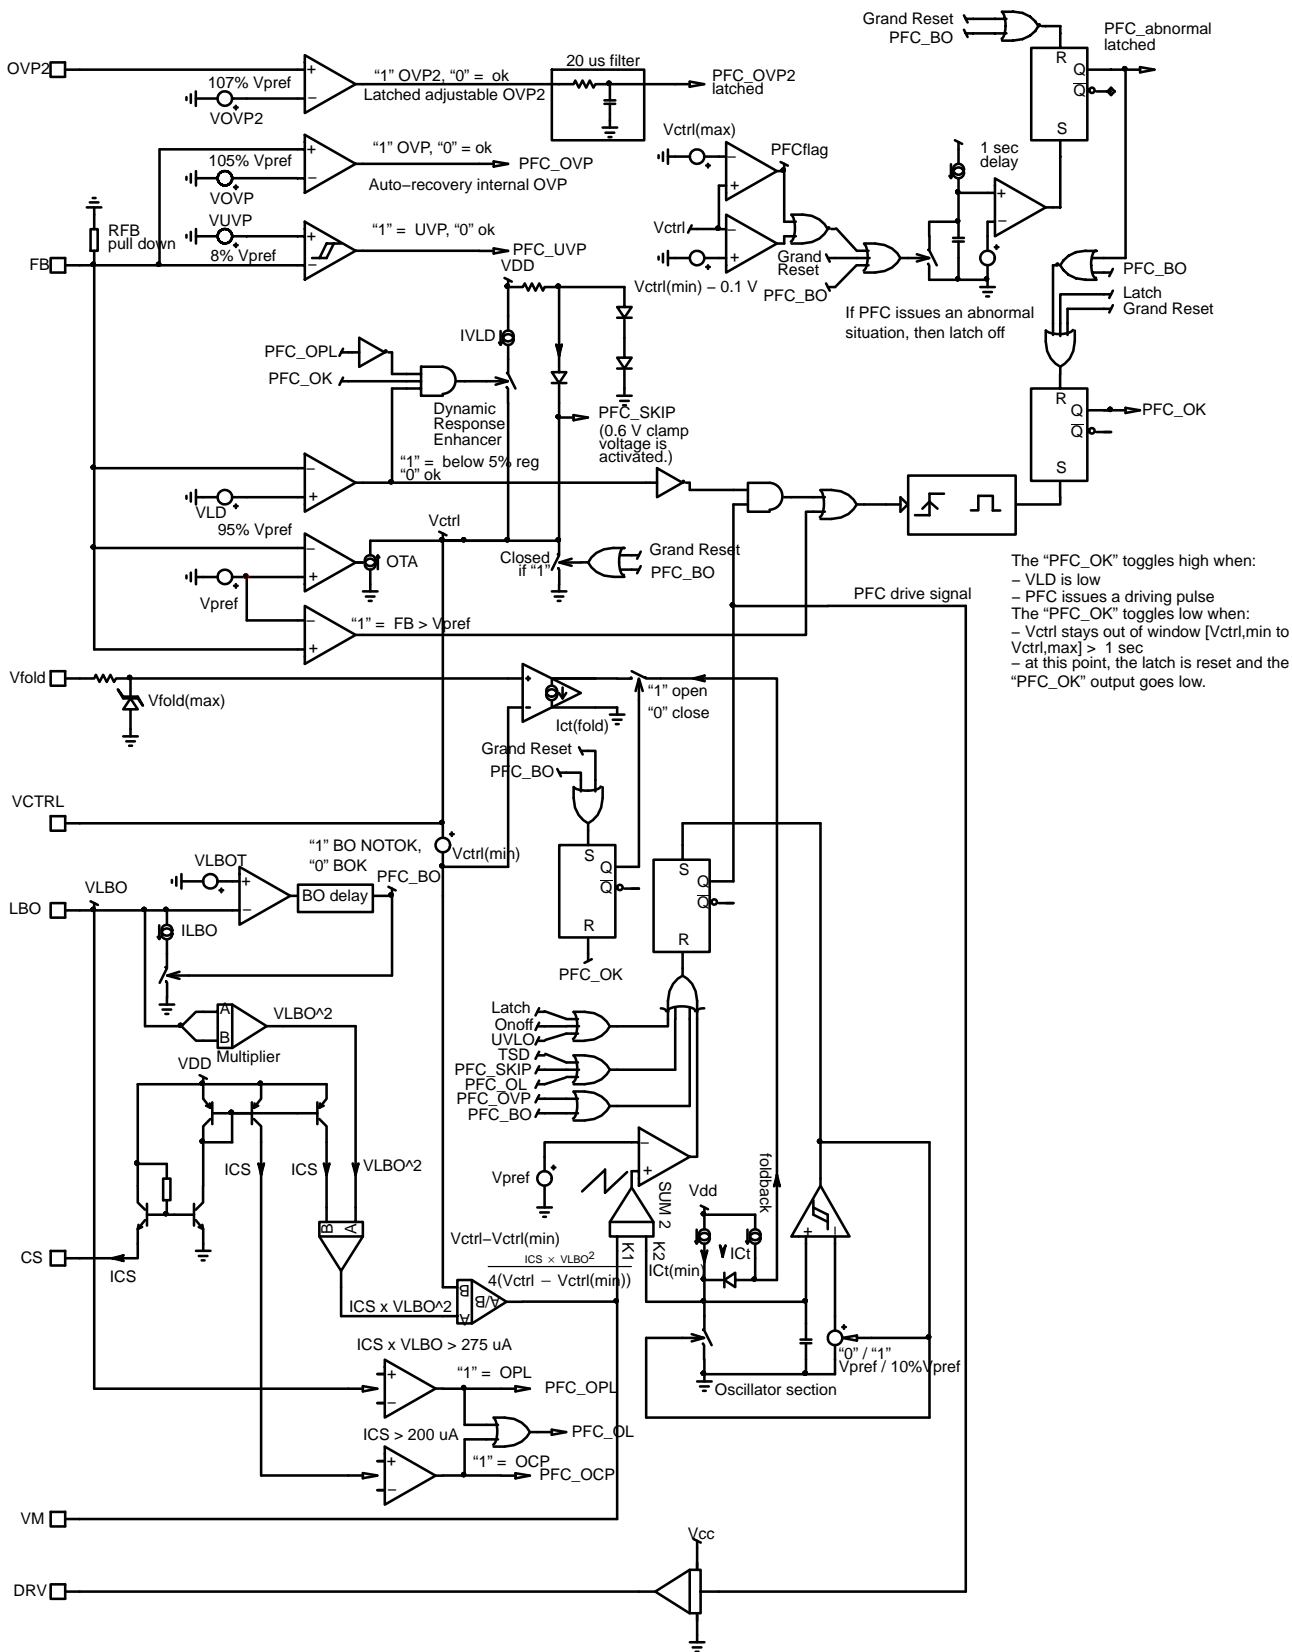 Grand Reset
PFC_BO
PFC_abnormal
latched
R
Q
Q
S
OVP2
107% Vpref
VOVP2
+
−
“1” OVP2, “0” = ok
Latched adjustable OVP2
20 us filter
PFC_OVP2
latched
105% Vpref
VOVP
+
−
“1” OVP, “0” = ok
PFC_OVP
Auto−recovery internal OVP
Vctrl(max)
PFCflag
−
+
Vctrl
−
+
Vctrl(min) − 0.1 V
Grand
Reset
PFC_BO
1 sec
delay
+
−
If PFC issues an abnormal
situation, then latch off
RFB
pull down
FB
VUVP
8% Vpref
+
−
“1” = UVP, “0” ok
PFC_UVP
VDD
IVLD
PFC_BO
Latch
Grand Reset
PFC_OPL
PFC_OK
Dynamic
Response
Enhancer
PFC_SKIP
(0.6 V clamp
voltage is
activated.)
R
Q
Q
S
PFC_OK
“1” = below 5% reg
“0” ok
−
+
VLD
95% Vpref
Vctrl
−
+
OTA
Vpref
Closed
if “1”
Grand Reset
PFC_BO
−
+
“1” = FB > Vpref
PFC drive signal
The “PFC_OK” toggles high when:
− VLD is low
− PFC issues a driving pulse
The “PFC_OK” toggles low when:
− Vctrl stays out of window [Vctrl,min to
Vctrl,max] > 1 sec
− at this point, the latch is reset and the
“PFC_OK” output goes low.
Vfold
Vfold(max)
+
−
Ict(fold)
“1” open
“0” close
Grand Reset
PFC_BO
VCTRL
Vctrl(min)
“1” BO NOTOK,
“0” BOK
S
Q
Q
R
PFC_OK
S
Q
Q
R
VLBOT
+
−
BO delay
PFC_BO
VLBO
LBO
ILBO
A
B
VLBO^2
Multiplier
VDD
Latch
Onoff
UVLO
TSD
PFC_SKIP
PFC_OL
PFC_OVP
PFC_BO
ICS
ICS
VLBO^2
B
A
CS
ICS
Vpref
−
+
SUM 2
K1
K2
foldback
Vdd
ICt
ICt(min)
+
−
Vctrl−Vctrl(min)
ICS × VLBO²
4(Vctrl − Vctrl(min))
B
A
A/B
ICS x VLBO^2
“0” / “1”
Vpref / 10%Vpref
Oscillator section
ICS x VLBO > 275 uA
+
−
“1” = OPL
PFC_OPL
ICS > 200 uA
PFC_OL
+
−
“1” = OCP
PFC_OCP
VM
Vcc
DRV